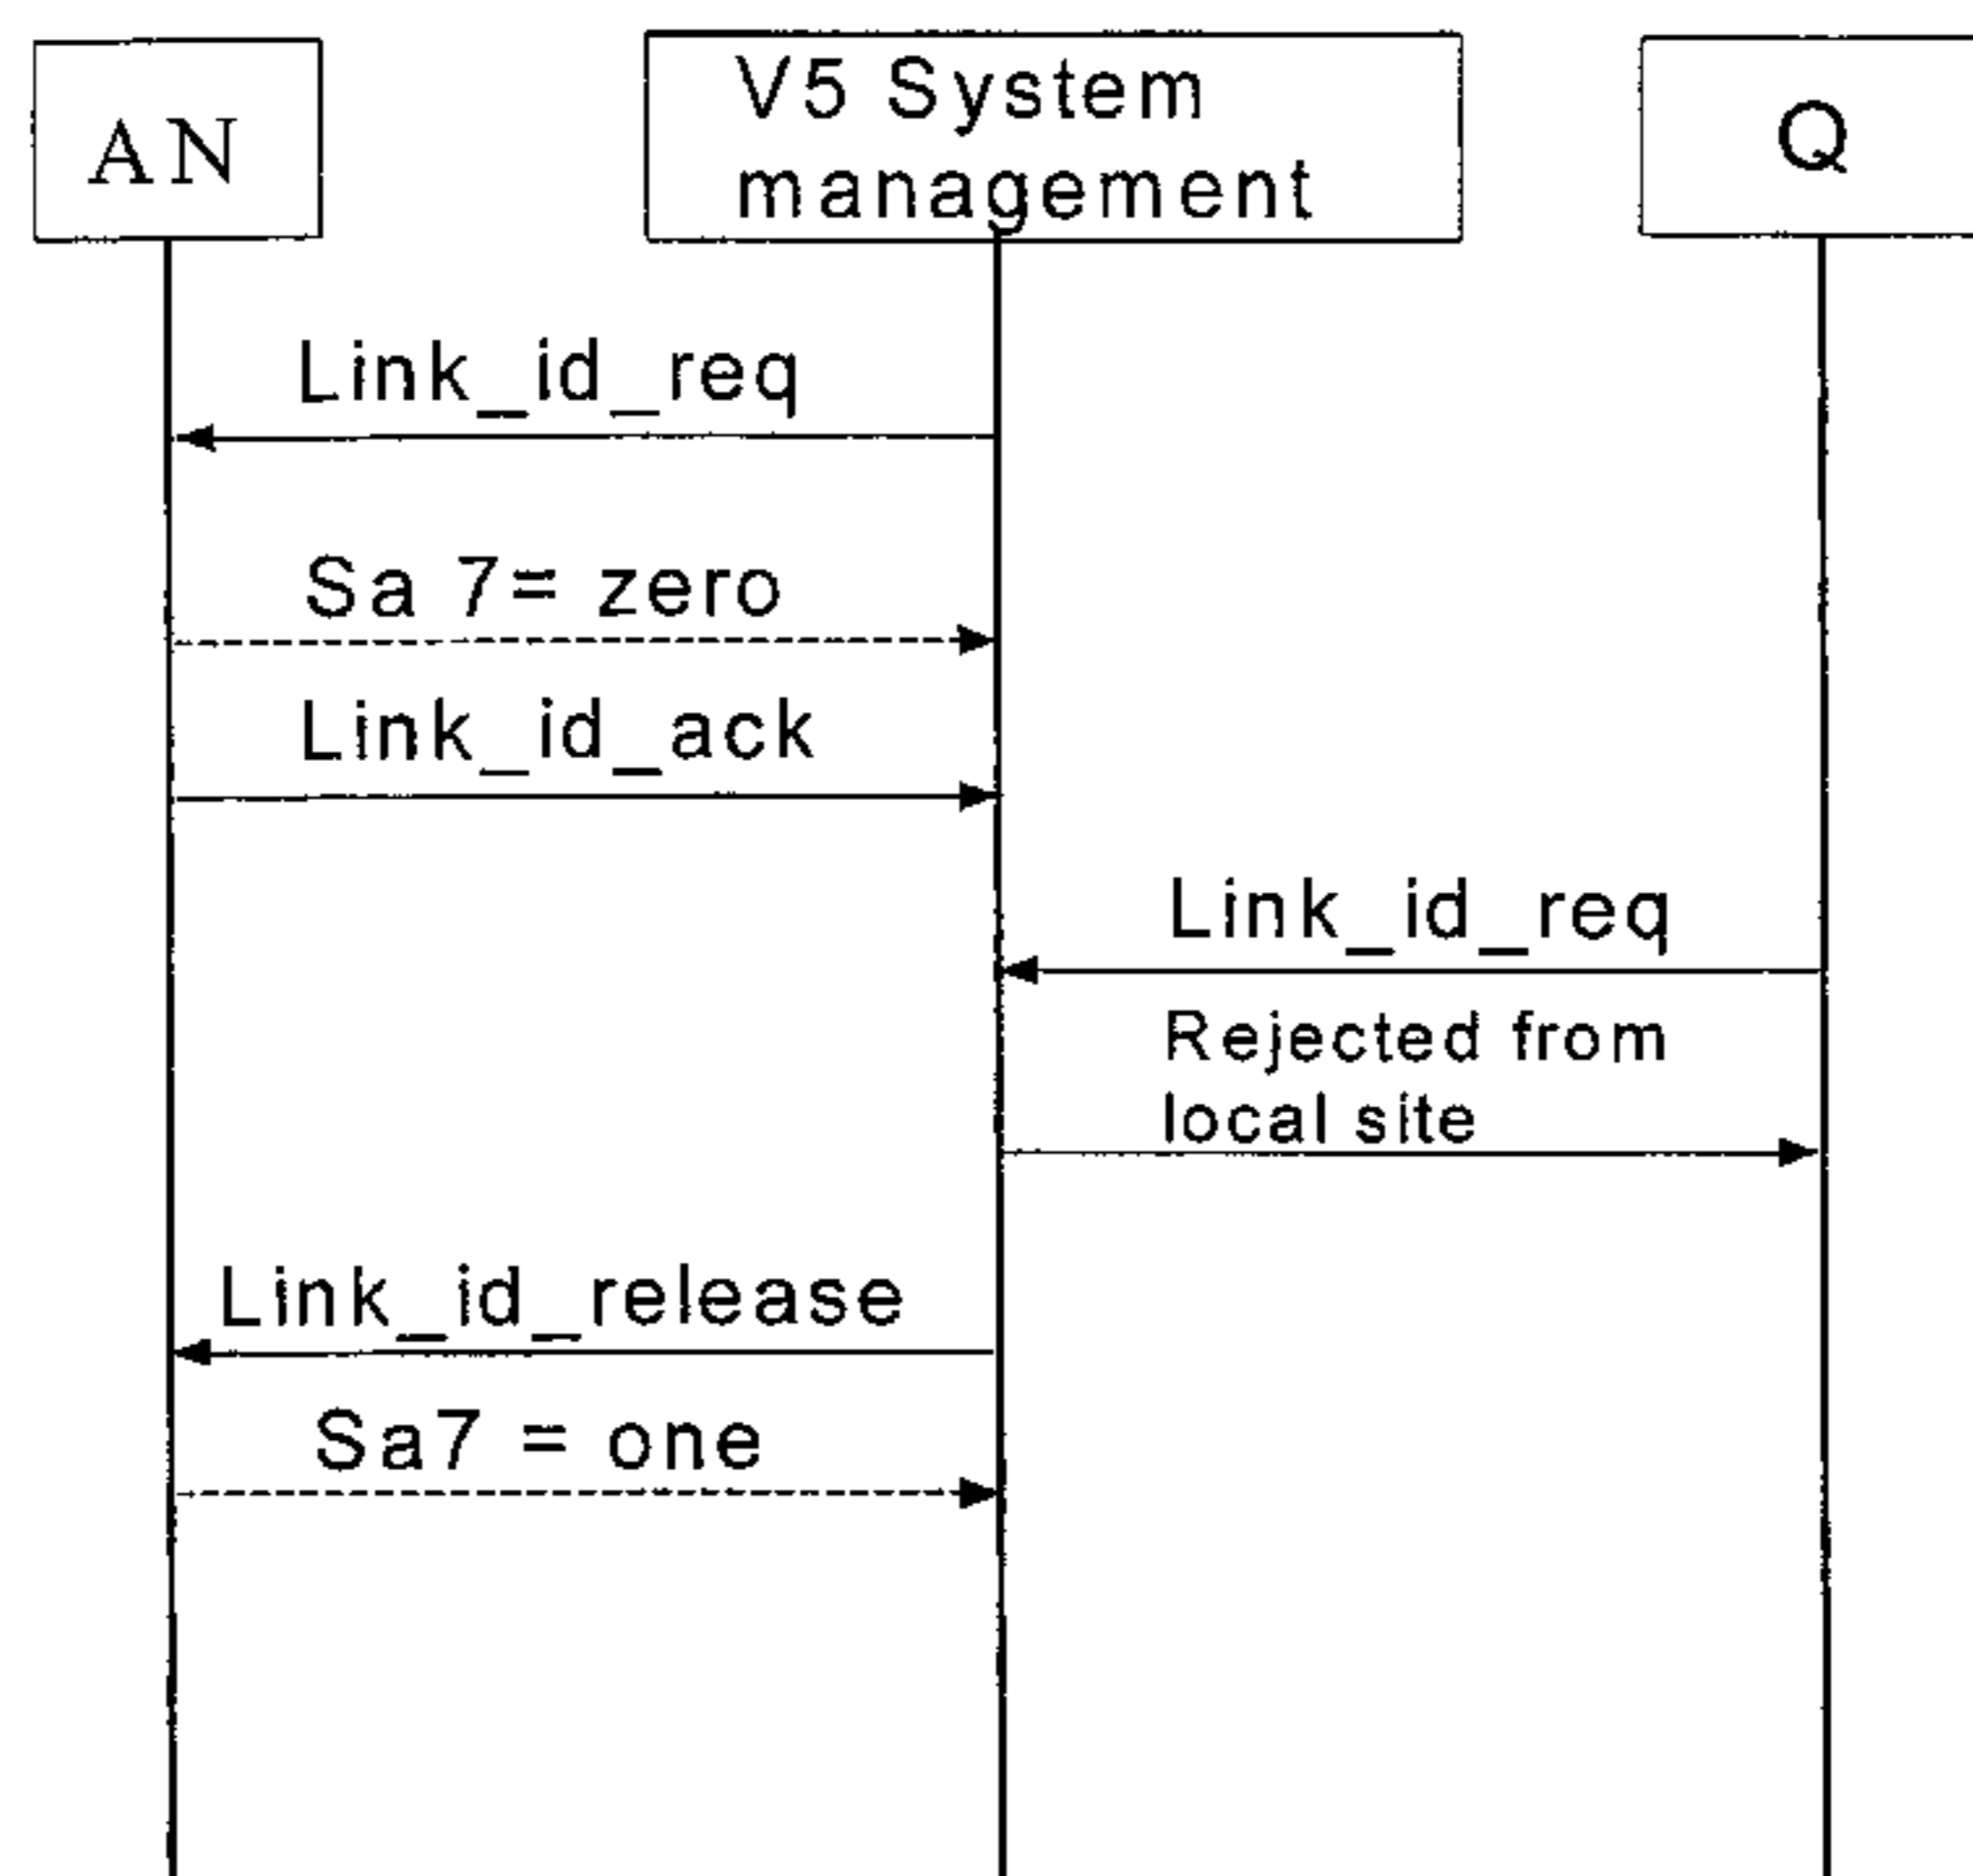 AN
V5 System
management
Q
Link_id_req
Sa 7= zero
Link_id_ack
Link_id_req
Rejected from
local site
Link_id_release
Sa7 = one